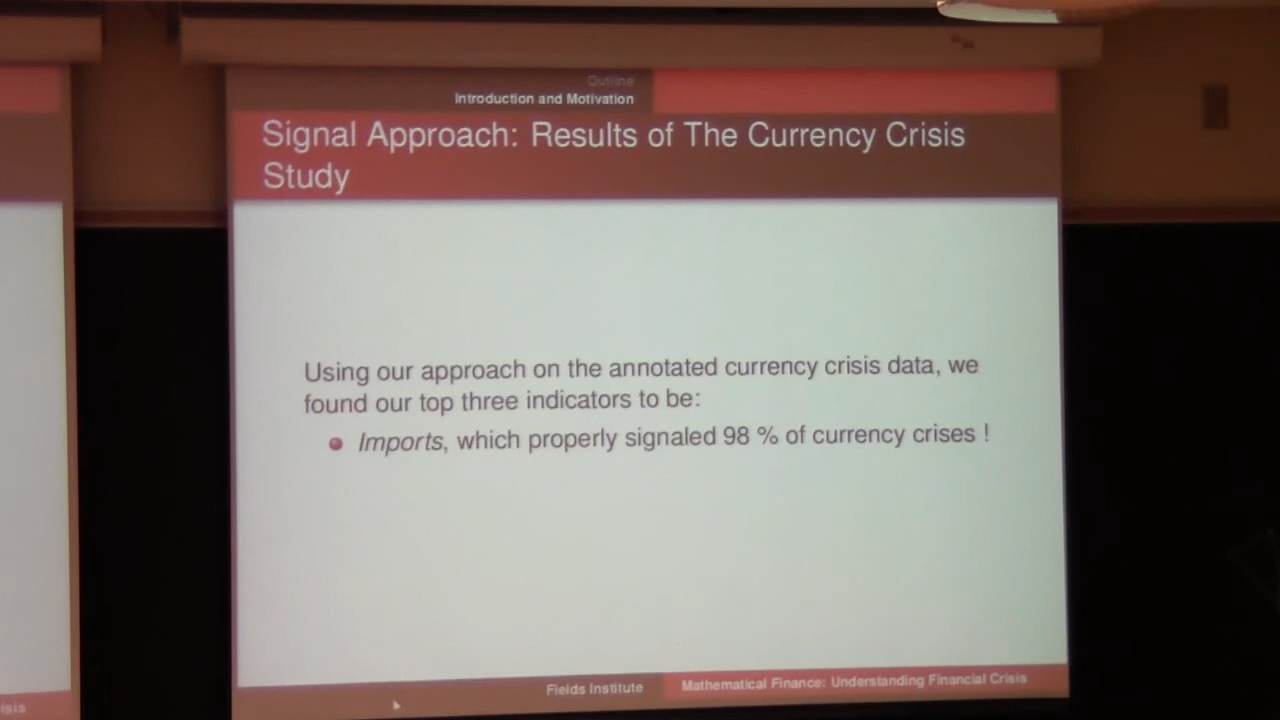 Outline
Introduction and Motivation
Signal Approach: Results of The Currency Crisis
Study
Using our approach on the annotated currency crisis data, we
found our top three indicators to be:
Imports, which properly signaled 98 % of currency crises !
Fields Institute
Mathematical Finance: Understanding Financial Crisis
isis